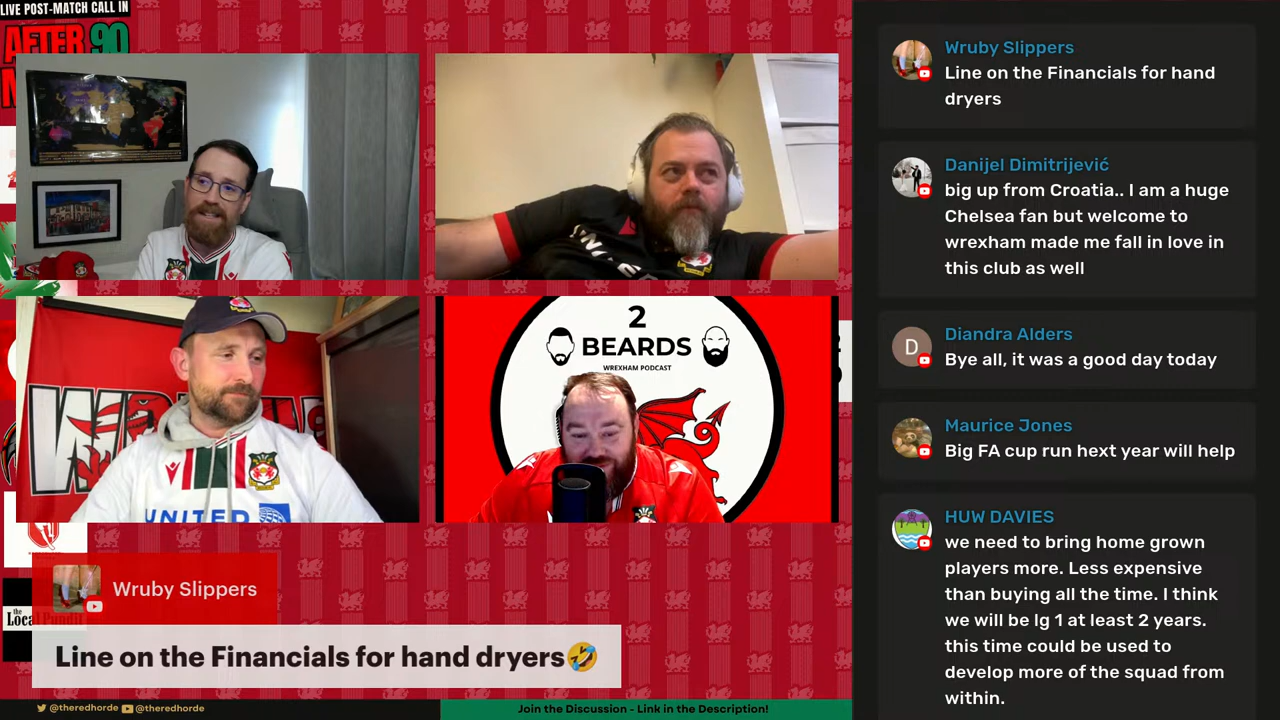 LIVE POST-MATCH CALL IN
AFTER 90
2
BEARDS
WREXHAM PODCAST
UNITED
the
Local
Wruby Slippers
Line on the Financials for hand dryers🤣
@theredhorde @theredhorde
Join the Discussion - Link in the Description!
Wruby Slippers
Line on the Financials for hand
dryers
Danijel Dimitrijević
big up from Croatia.. I am a huge
Chelsea fan but welcome to
wrexham made me fall in love in
this club as well
D
Diandra Alders
Bye all, it was a good day today
Maurice Jones
Big FA cup run hext year will help
HUW DAVIES
we need to bring home grown
players more. Less expensive
than buying all the time. I think
we will be lg 1 at least 2 years.
this time could be used to
develop more of the squad from
within.